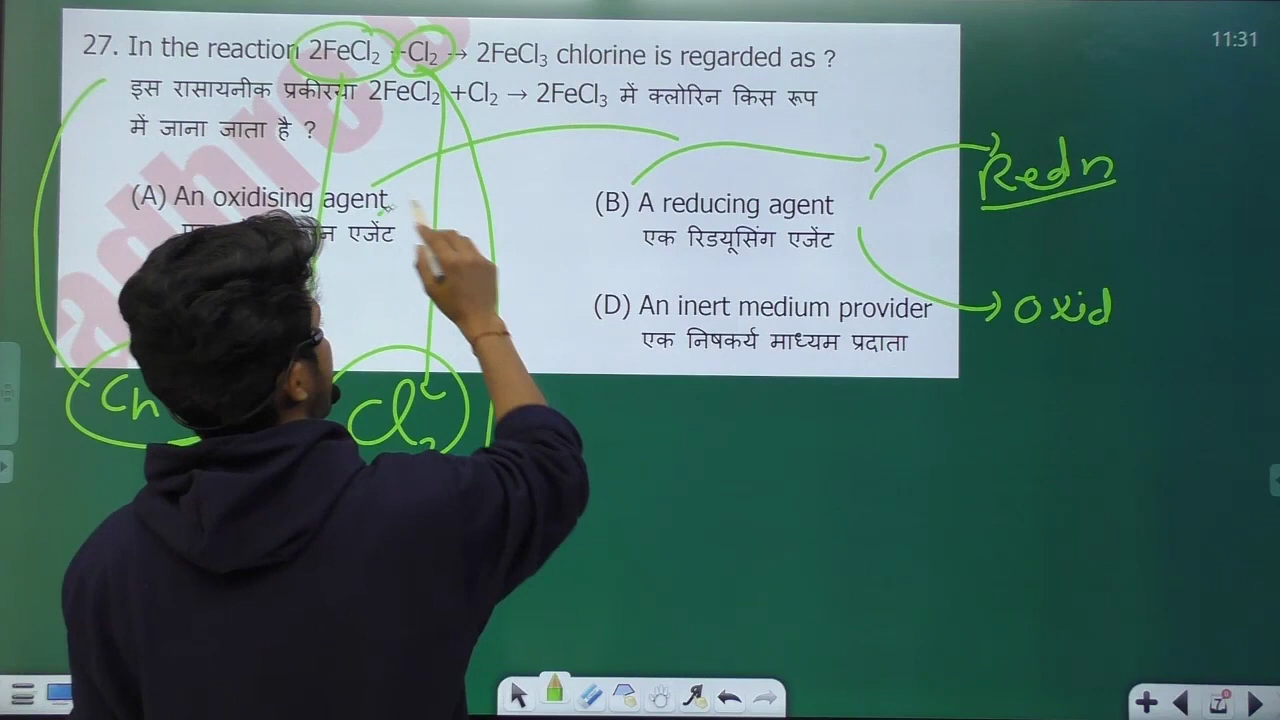 11:31
27. In the reaction 2FeCl₂ + Cl₂ → 2FeCl₃ chlorine is regarded as ?
इस रासायनीक प्रकीरया 2FeCl₂ +Cl₂ → 2FeCl₃ में क्लोरिन किस रूप
में जाना जाता है ?
(A) An oxidising agent
एजेंट
(B) A reducing agent
एक रिडयूसिंग एजेंट
(D) An inert medium provider
एक निषकर्य माध्यम प्रदाता
Redn
oxid
Cl₂